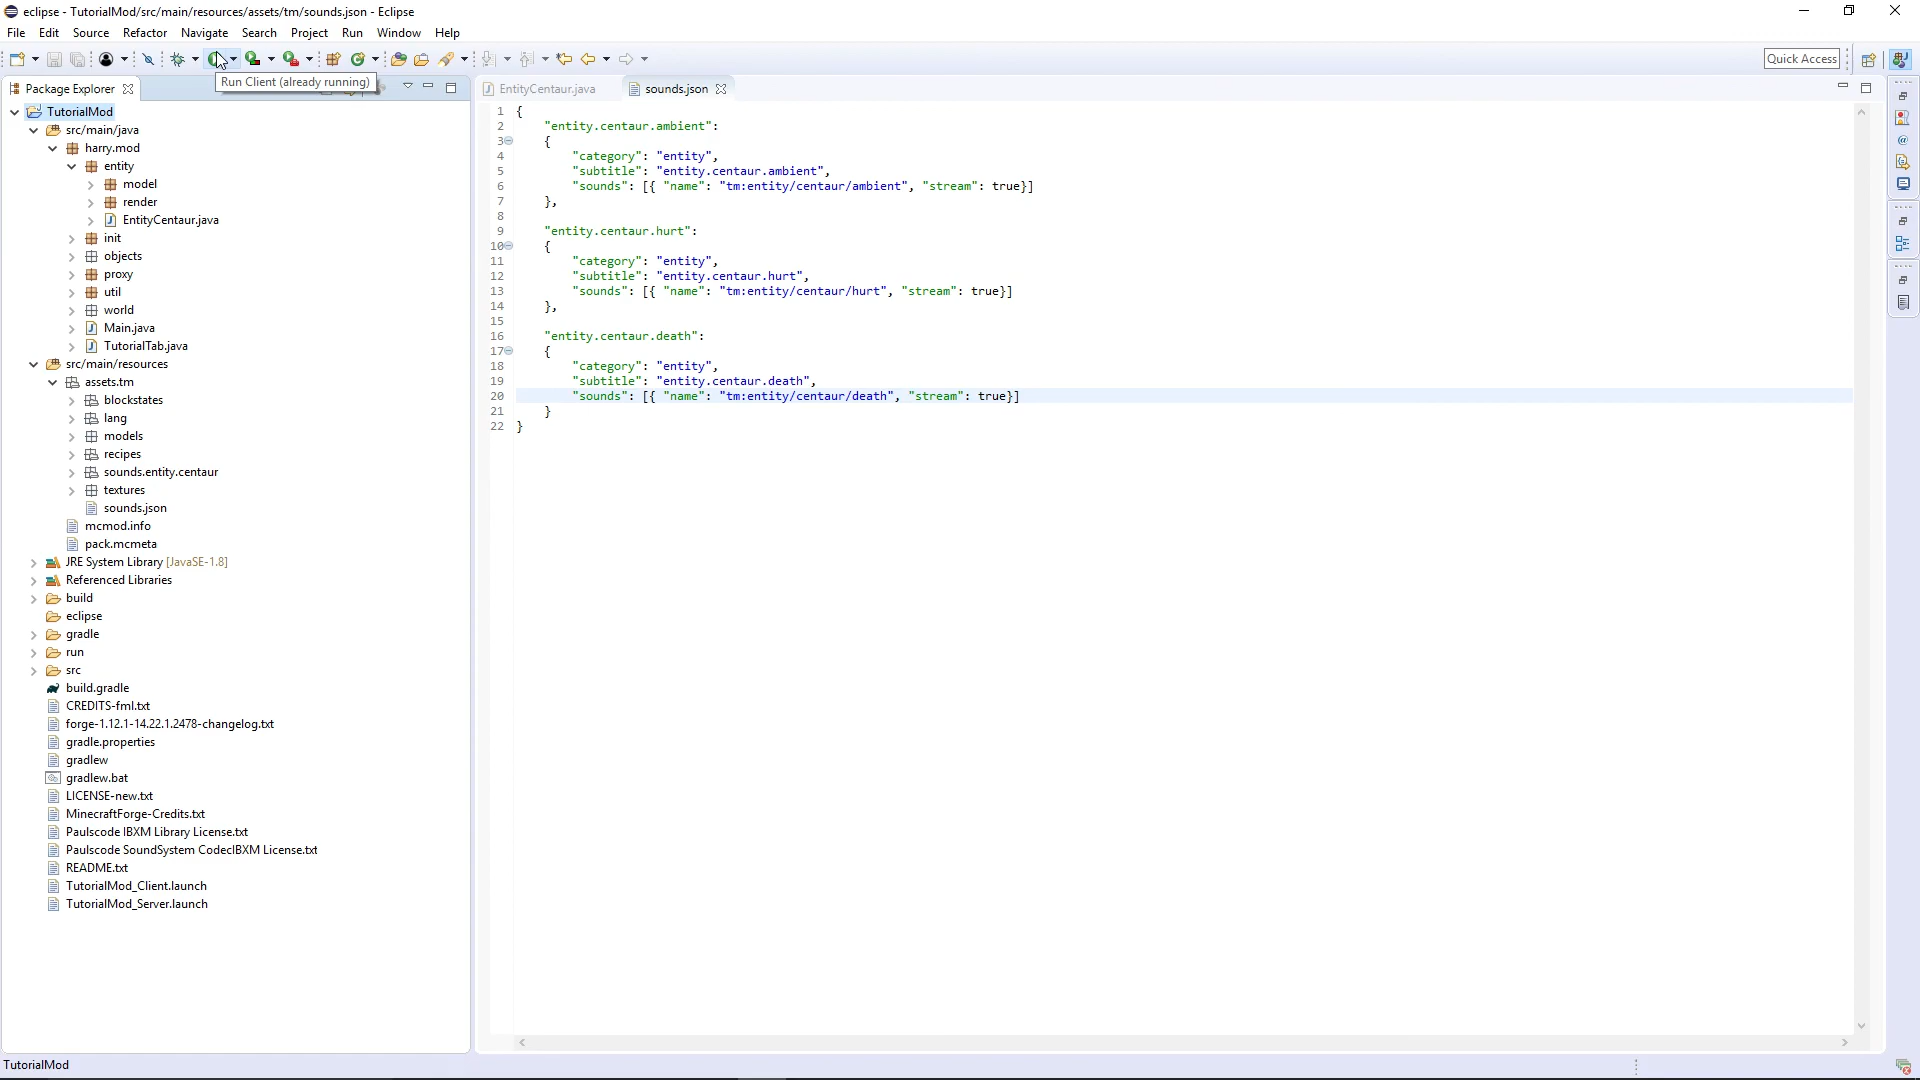 eclipse - TutorialMod/src/main/resources/assets/tm/sounds.json - Eclipse
File Edit Source Refactor Navigate Search Project Run Window Help
Quick Access
Run Client (already running)
Package Explorer
TutorialMod
src/main/java
harry.mod
entity
model
render
EntityCentaur.java
init
objects
proxy
util
world
Main.java
TutorialTab.java
src/main/resources
assets.tm
blockstates
lang
models
recipes
sounds.entity.centaur
textures
sounds.json
mcmod.info
pack.mcmeta
JRE System Library [JavaSE-1.8]
Referenced Libraries
build
eclipse
gradle
run
src
build.gradle
CREDITS-fml.txt
forge-1.12.1-14.22.1.2478-changelog.txt
gradle.properties
gradlew
gradlew.bat
LICENSE-new.txt
MinecraftForge-Credits.txt
Paulscode IBXM Library License.txt
Paulscode SoundSystem CodecIBXM License.txt
README.txt
TutorialMod_Client.launch
TutorialMod_Server.launch
EntityCentaur.java sounds.json
1 {
2 "entity.centaur.ambient":
3 {
4 "category": "entity",
5 "subtitle": "entity.centaur.ambient",
6 "sounds": [{ "name": "tm:entity/centaur/ambient", "stream": true}]
7 },
8
9 "entity.centaur.hurt":
10 {
11 "category": "entity",
12 "subtitle": "entity.centaur.hurt",
13 "sounds": [{ "name": "tm:entity/centaur/hurt", "stream": true}]
14 },
15
16 "entity.centaur.death":
17 {
18 "category": "entity",
19 "subtitle": "entity.centaur.death",
20 "sounds": [{ "name": "tm:entity/centaur/death", "stream": true}]
21 }
22 }
TutorialMod